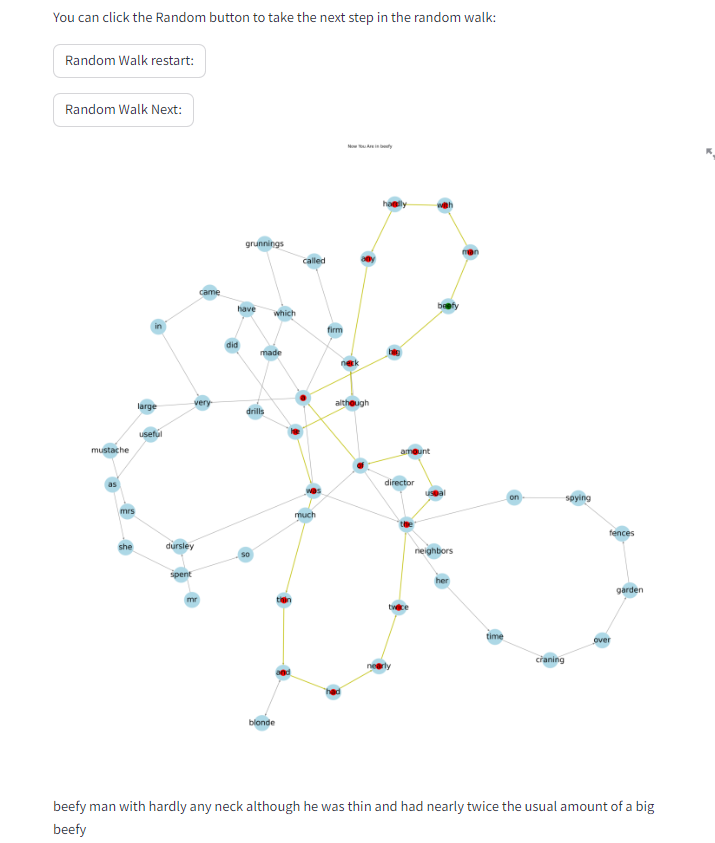 You can click the Random button to take the next step in the random walk:
Random Walk restart:
Random Walk Next:
Now You Are in beefy
hardly
with
grunnings
called
any
man
came
have
which
beefy
in
firm
did
made
big
neck
very
large
although
drills
useful
he
mustache
amount
of
as
director
was
usual
on
spying
mrs
much
the
fences
she
dursley
so
neighbors
spent
her
garden
mr
thin
twice
time
over
craning
and
nearly
had
blonde
beefy man with hardly any neck although he was thin and had nearly twice the usual amount of a big
beefy